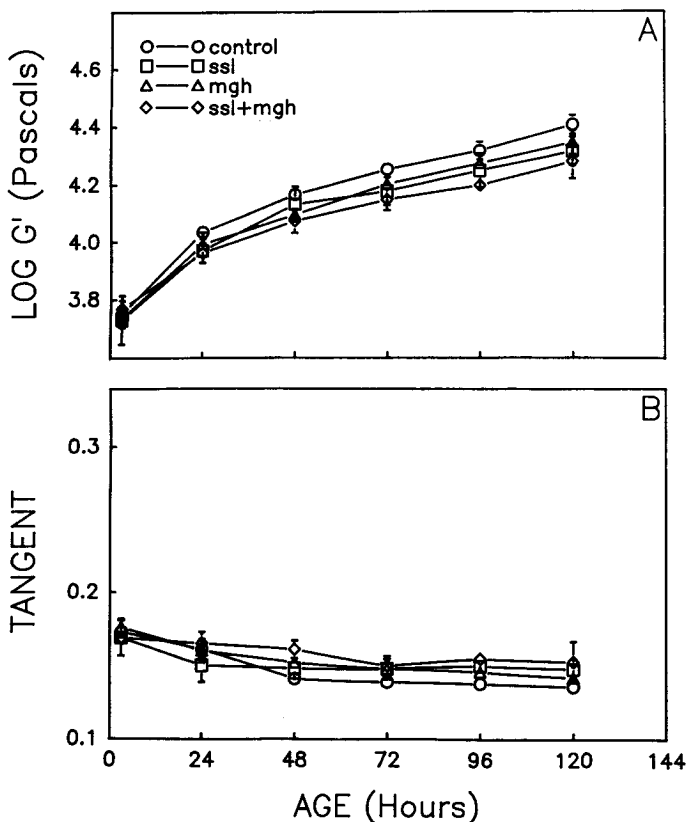 A
control
ssl
mgh
ssl+mgh
4.6
4.4
4.2
4.0
3.8
LOG G' (Pascals)
B
0.3
0.2
0.1
TANGENT
0 24 48 72 96 120 144
AGE (Hours)